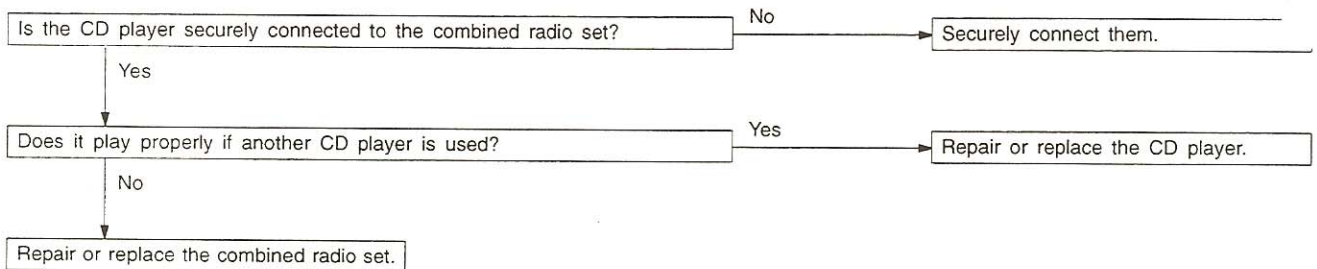 Is the CD player securely connected to the combined radio set?
No
Securely connect them.
Yes
Does it play properly if another CD player is used?
Yes
Repair or replace the CD player.
No
Repair or replace the combined radio set.